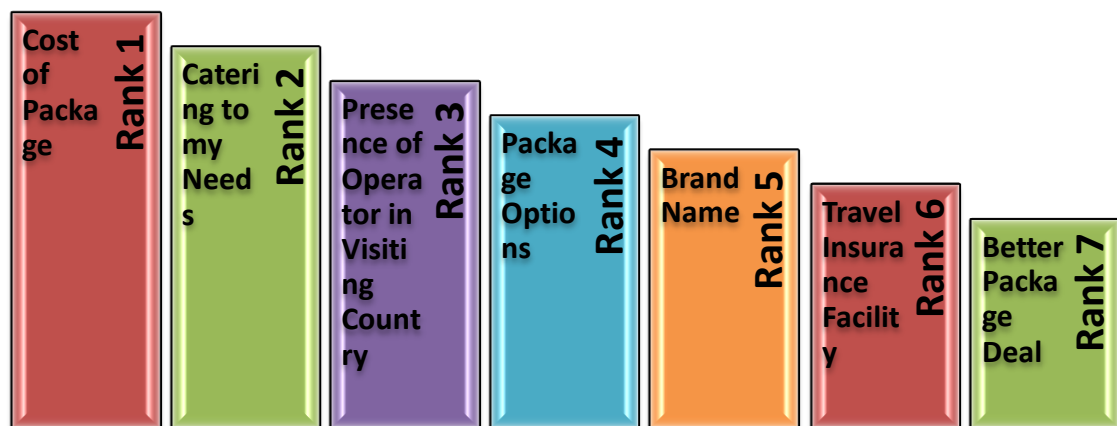 Cost
of
Packa
ge
Rank 1
Cateri
ng to
my
Need
s
Rank 2
Prese
nce of
Opera
tor in
Visiti
ng
Count
ry
Rank 3
Packa
ge
Optio
ns
Rank 4
Brand
Name
Rank 5
Travel
Insura
nce
Facilit
y
Rank 6
Better
Packa
ge
Deal
Rank 7